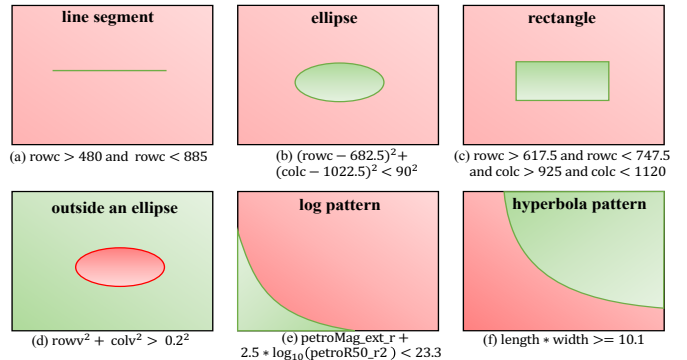 line segment
ellipse
rectangle
(a) rowc > 480 and rowc < 885
(b) (rowc − 682.5)² +
(colc − 1022.5)² < 90²
(c) rowc > 617.5 and rowc < 747.5
and colc > 925 and colc < 1120
outside an ellipse
log pattern
hyperbola pattern
(d) rowv² + colv² > 0.2²
(e) petroMag_ext_r +
2.5 * log₁₀(petroR50_r2 ) < 23.3
(f) length * width >= 10.1